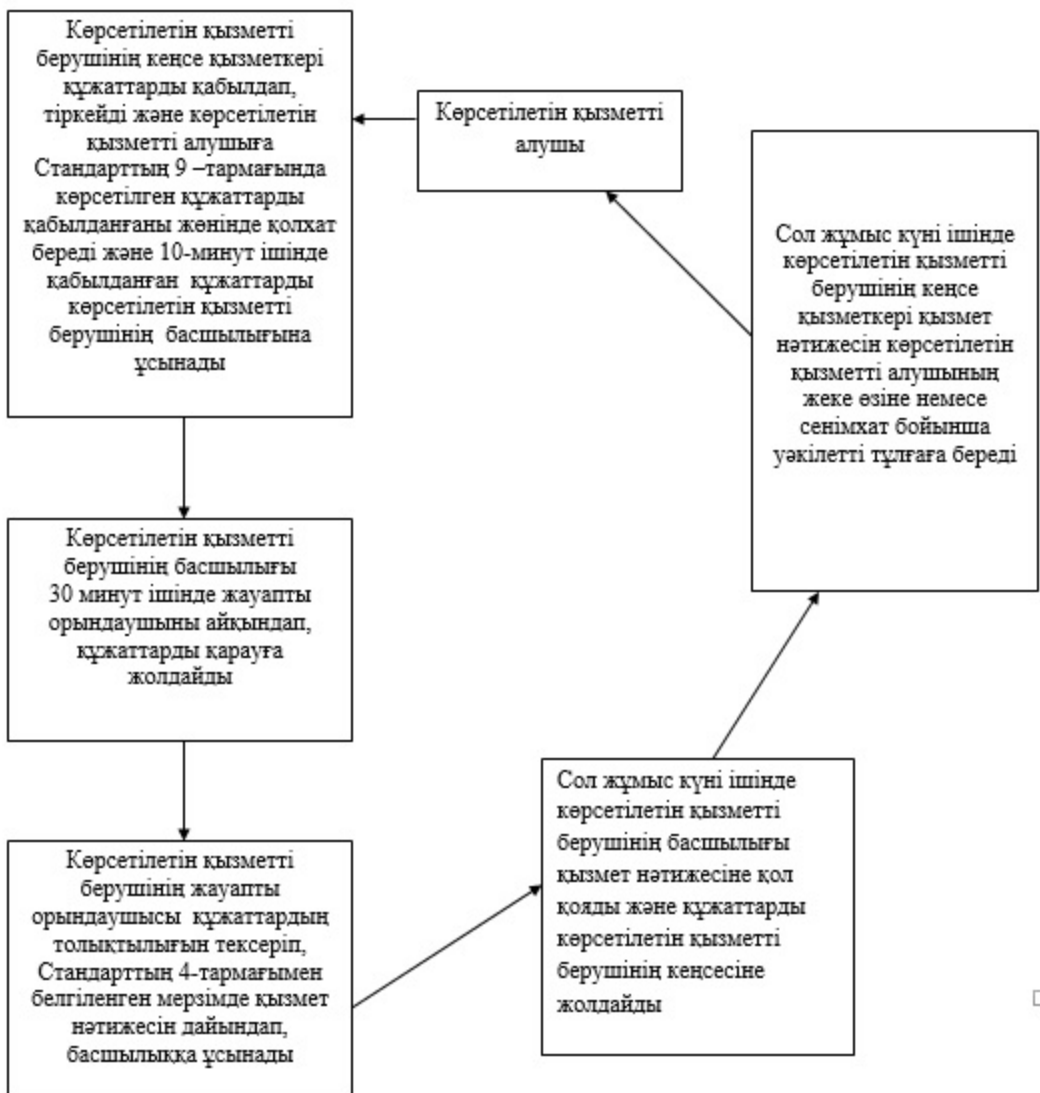 Көрсетілетін қызметті
берушінің кеңсе қызметкері
құжаттарды қабылдап,
тіркейді және көрсетілетін
қызметті алушыға
Стандарттың 9 –тармағында
көрсетілген құжаттарды
қабылданғаны жөнінде қолхат
береді және 10-минут ішінде
қабылданған құжаттарды
көрсетілетін қызметті
берушінің басшылығына
ұсынады
Көрсетілетін қызметті
берушінің басшылығы
30 минут ішінде жауапты
орындаушыны айқындап,
құжаттарды қарауға
жолдайды
Көрсетілетін қызметті
берушінің жауапты
орындаушысы құжаттардың
толықтылығын тексеріп,
Стандарттың 4-тармағымен
белгіленген мерзімде қызмет
нәтижесін дайындап,
басшылыққа ұсынады
Сол жұмыс күні ішінде
көрсетілетін қызметті
берушінің басшылығы
қызмет нәтижесіне қол
қояды және құжаттарды
көрсетілетін қызметті
берушінің кеңсесіне
жолдайды
Сол жұмыс күні ішінде
көрсетілетін қызметті
берушінің кеңсе
қызметкері қызмет
нәтижесін көрсетілетін
қызметті алушының
жеке өзіне немесе
сенімхат бойынша
уәкілетті тұлғаға береді
Көрсетілетін қызметті
алушы